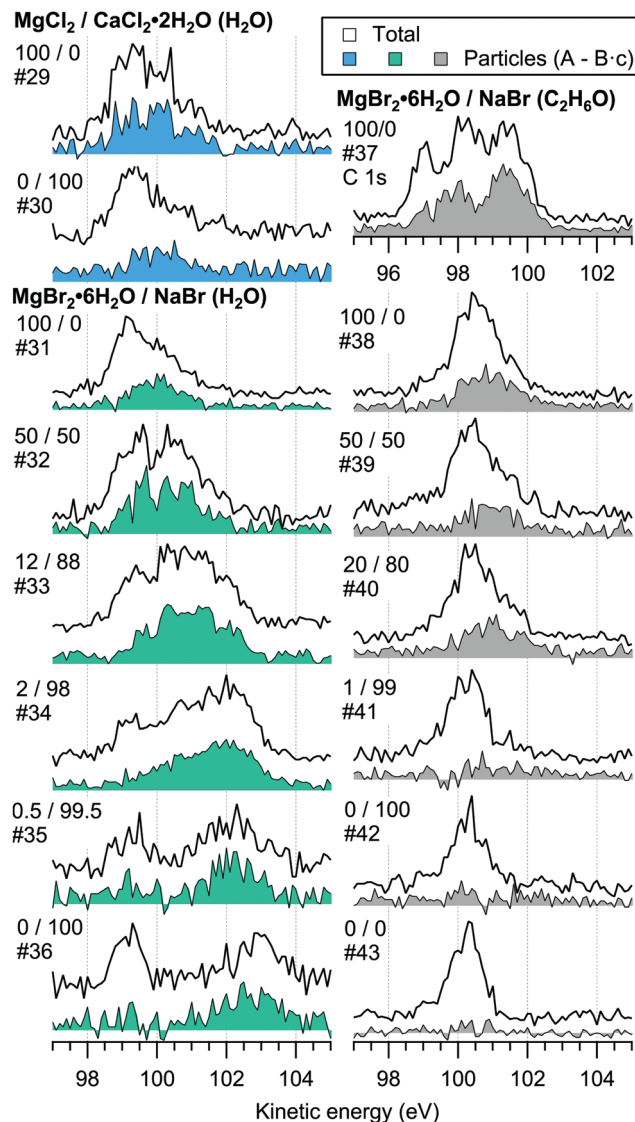 MgCl₂ / CaCl₂•2H₂O (H₂O)
100 / 0
#29
0 / 100
#30
MgBr₂•6H₂O / NaBr (H₂O)
100 / 0
#31
50 / 50
#32
12 / 88
#33
2 / 98
#34
0.5 / 99.5
#35
0 / 100
#36
98 100 102 104
Total
Particles (A - B·c)
MgBr₂•6H₂O / NaBr (C₂H₆O)
100/0
#37
C 1s
96 98 100 102
100 / 0
#38
50 / 50
#39
20 / 80
#40
1 / 99
#41
0 / 100
#42
0 / 0
#43
98 100 102 104
Kinetic energy (eV)